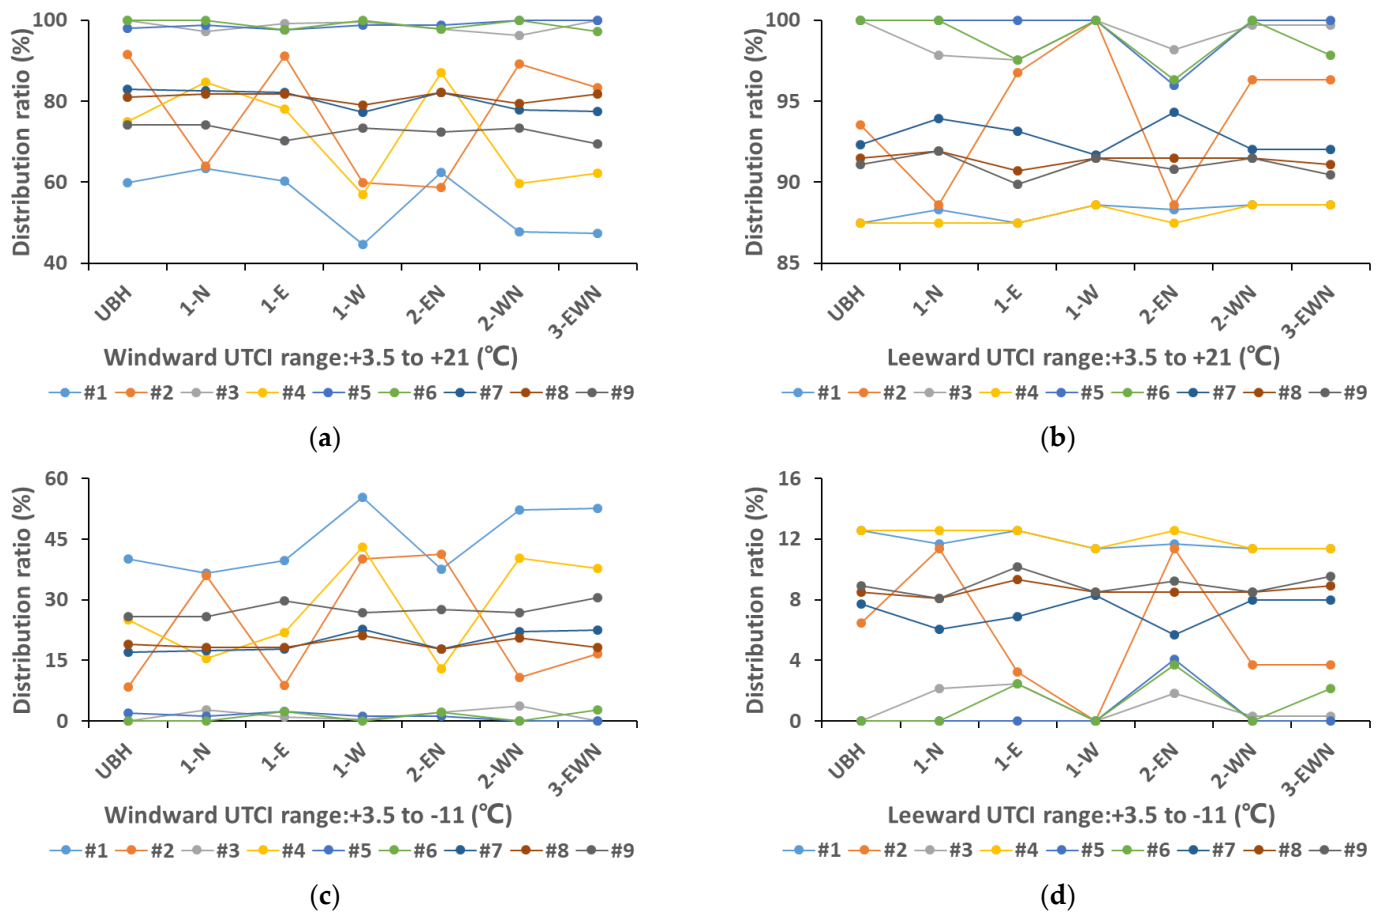 Distribution ratio (%)
100
80
60
40
UBH 1-N 1-E 1-W 2-EN 2-WN 3-EWN
Windward UTCI range:+3.5 to +21 (℃)
#1 #2 #3 #4 #5 #6 #7 #8 #9
(a)
Distribution ratio (%)
100
95
90
85
UBH 1-N 1-E 1-W 2-EN 2-WN 3-EWN
Leeward UTCI range:+3.5 to +21 (℃)
#1 #2 #3 #4 #5 #6 #7 #8 #9
(b)
Distribution ratio (%)
60
45
30
15
0
UBH 1-N 1-E 1-W 2-EN 2-WN 3-EWN
Windward UTCI range:+3.5 to -11 (℃)
#1 #2 #3 #4 #5 #6 #7 #8 #9
(c)
Distribution ratio (%)
16
12
8
4
0
UBH 1-N 1-E 1-W 2-EN 2-WN 3-EWN
Leeward UTCI range:+3.5 to -11 (℃)
#1 #2 #3 #4 #5 #6 #7 #8 #9
(d)